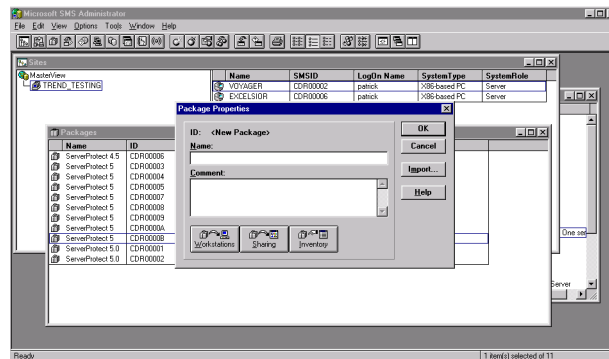 Microsoft SMS Administrator
File Edit View Options Tools Window Help
Sites
MasterView
TREND_TESTING
Name SMSID LogOn Name SystemType SystemRole
VOYAGER CDR00002 patrick X86-based PC Server
EXCELSIOR CDR00006 patrick X86-based PC Server
Package Properties
ID: <New Package>
Name:
Comment:
OK
Cancel
Import...
Help
Workstations Sharing Inventory
Packages
Name ID
ServerProtect 4.5 CDR00006
ServerProtect 5 CDR00003
ServerProtect 5 CDR00004
ServerProtect 5 CDR00005
ServerProtect 5 CDR00007
ServerProtect 5 CDR00008
ServerProtect 5 CDR00009
ServerProtect 5 CDR0000A
ServerProtect 5 CDR0000B
ServerProtect 5.0 CDR00001
ServerProtect 5.0 CDR00002
One ser
Server
Ready
1 item(s) selected of 11